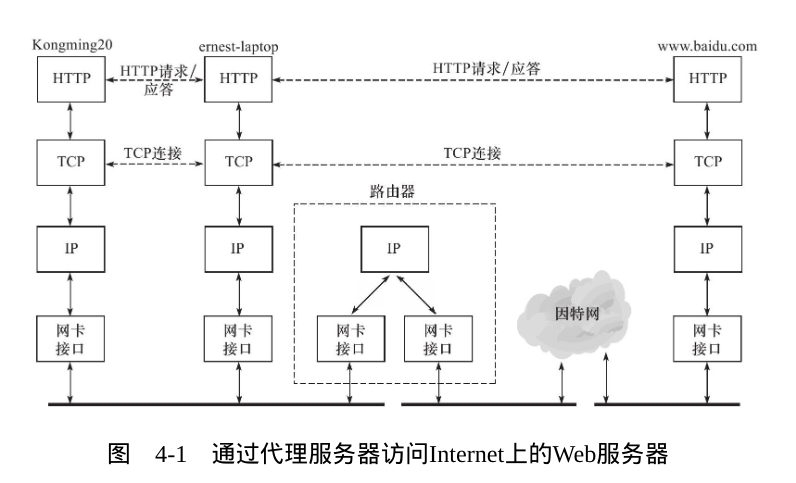 Kongming20
ernest-laptop
www.baidu.com
HTTP
HTTP请求/
应答
HTTP
HTTP请求/应答
HTTP
TCP
TCP连接
TCP
TCP连接
TCP
路由器
IP
IP
IP
IP
因特网
网卡
接口
网卡
接口
网卡
接口
网卡
接口
网卡
接口
图 4-1 通过代理服务器访问Internet上的Web服务器